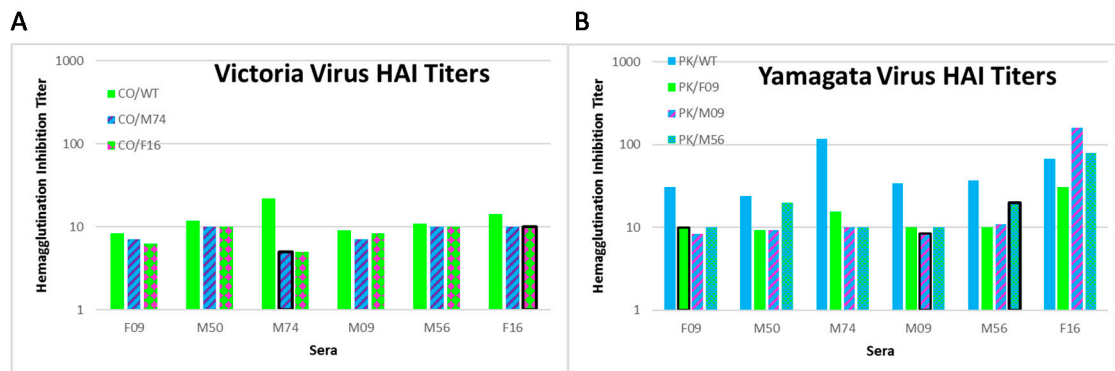 A
Victoria Virus HAI Titers
Hemagglutination Inhibition Titer
1000
100
10
1
CO/WT
CO/M74
CO/F16
F09 M50 M74 M09 M56 F16
Sera
B
Yamagata Virus HAI Titers
Hemagglutination Inhibition Titer
1000
100
10
1
PK/WT
PK/F09
PK/M09
PK/M56
F09 M50 M74 M09 M56 F16
Sera